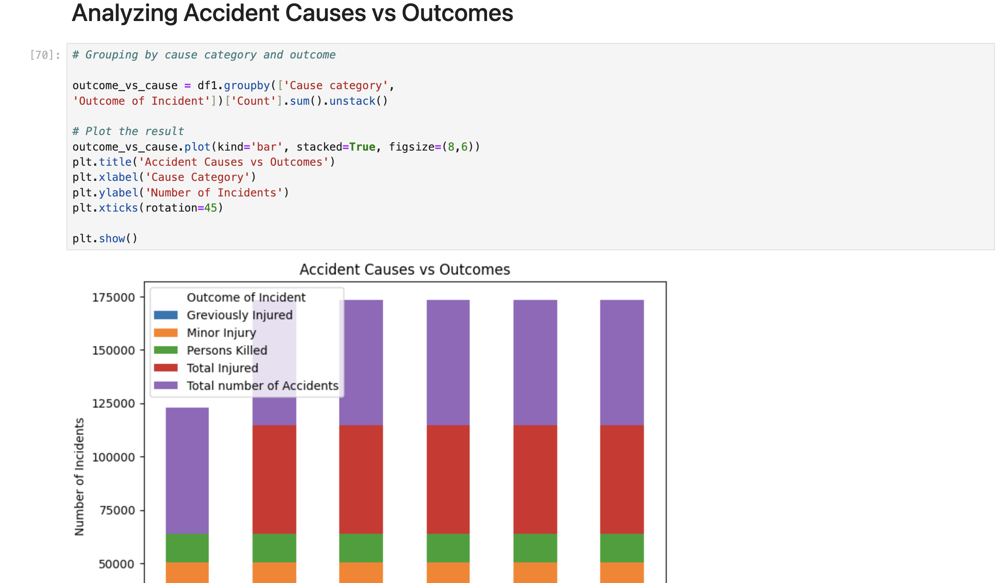 Analyzing Accident Causes vs Outcomes
[70]:
# Grouping by cause category and outcome
outcome_vs_cause = df1.groupby(['Cause category',
'Outcome of Incident'])['Count'].sum().unstack()
# Plot the result
outcome_vs_cause.plot(kind='bar', stacked=True, figsize=(8,6))
plt.title('Accident Causes vs Outcomes')
plt.xlabel('Cause Category')
plt.ylabel('Number of Incidents')
plt.xticks(rotation=45)
plt.show()
Accident Causes vs Outcomes
Outcome of Incident
Greviously Injured
Minor Injury
Persons Killed
Total Injured
Total number of Accidents
175000
150000
125000
100000
75000
50000
Number of Incidents